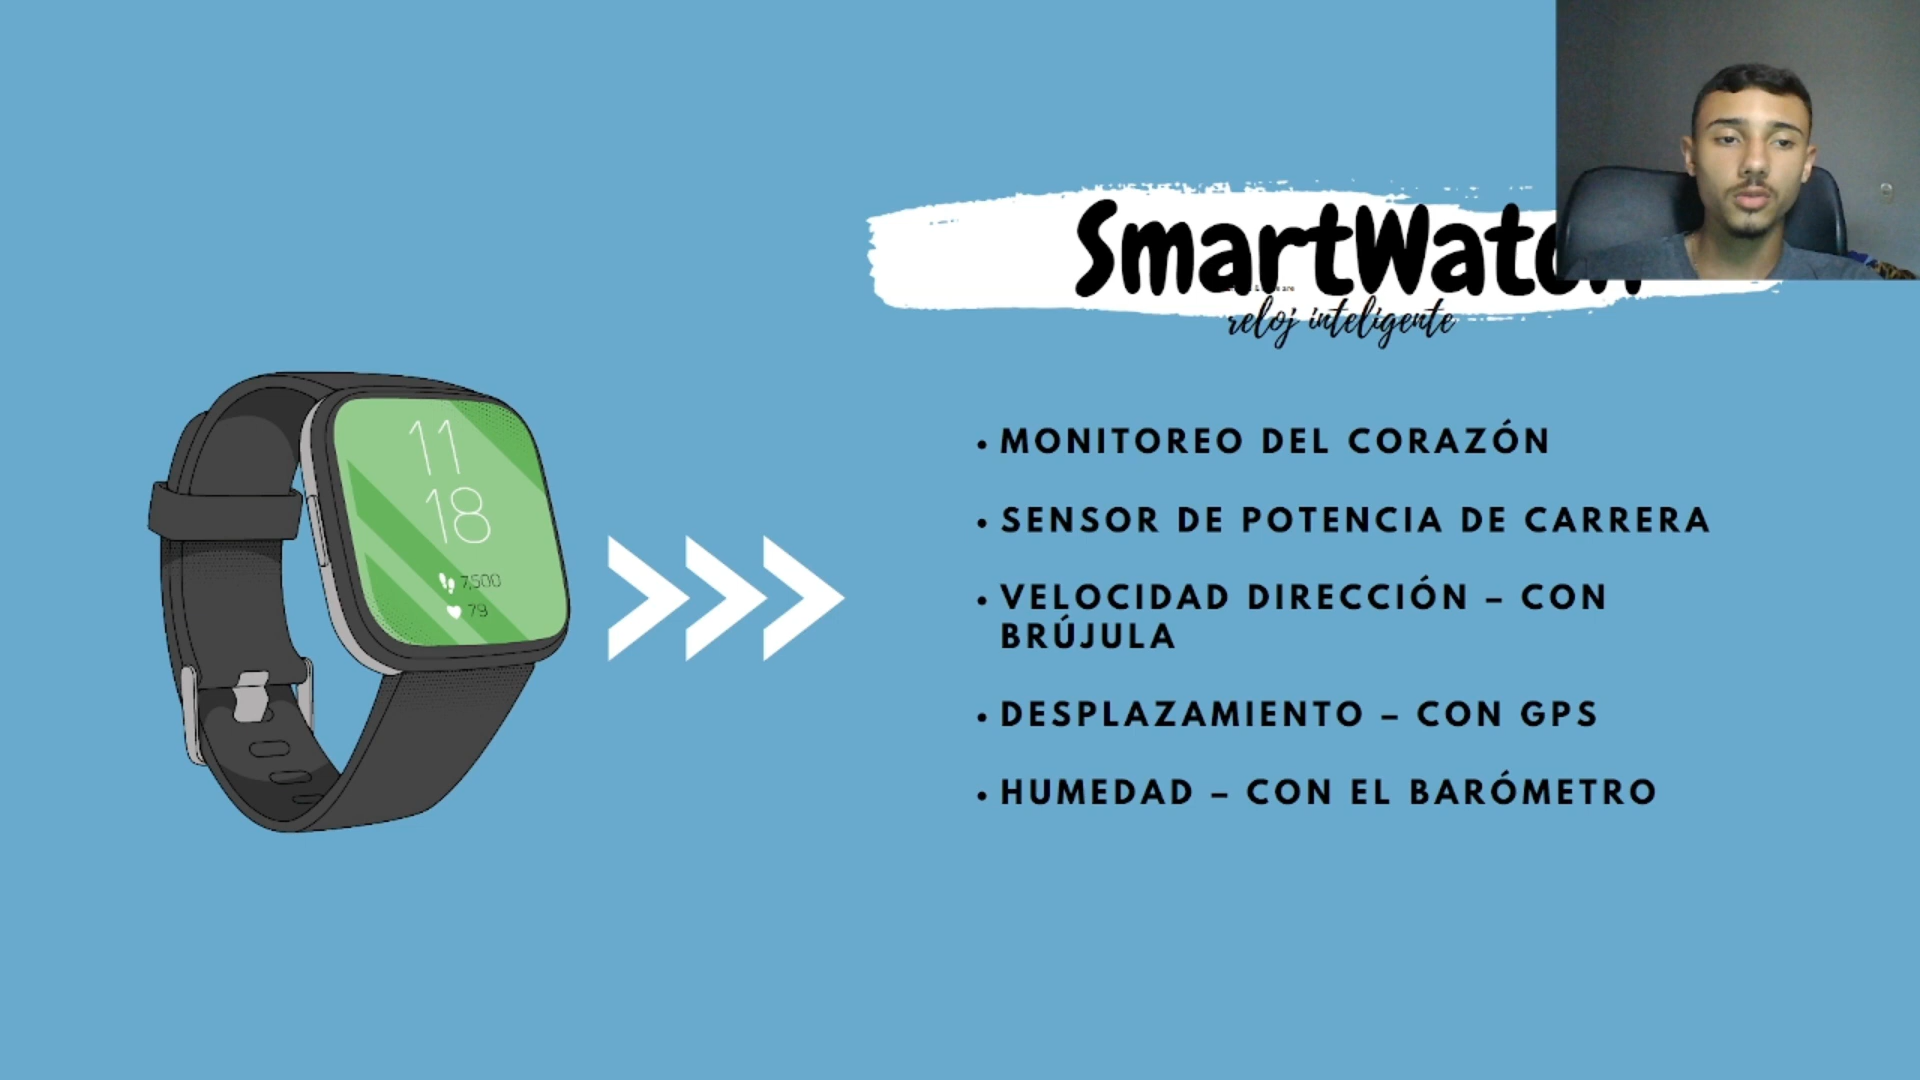 SmartWatch
reloj inteligente
11
18
7,500
79
• MONITOREO DEL CORAZÓN
• SENSOR DE POTENCIA DE CARRERA
• VELOCIDAD DIRECCIÓN – CON
BRÚJULA
• DESPLAZAMIENTO – CON GPS
• HUMEDAD – CON EL BARÓMETRO